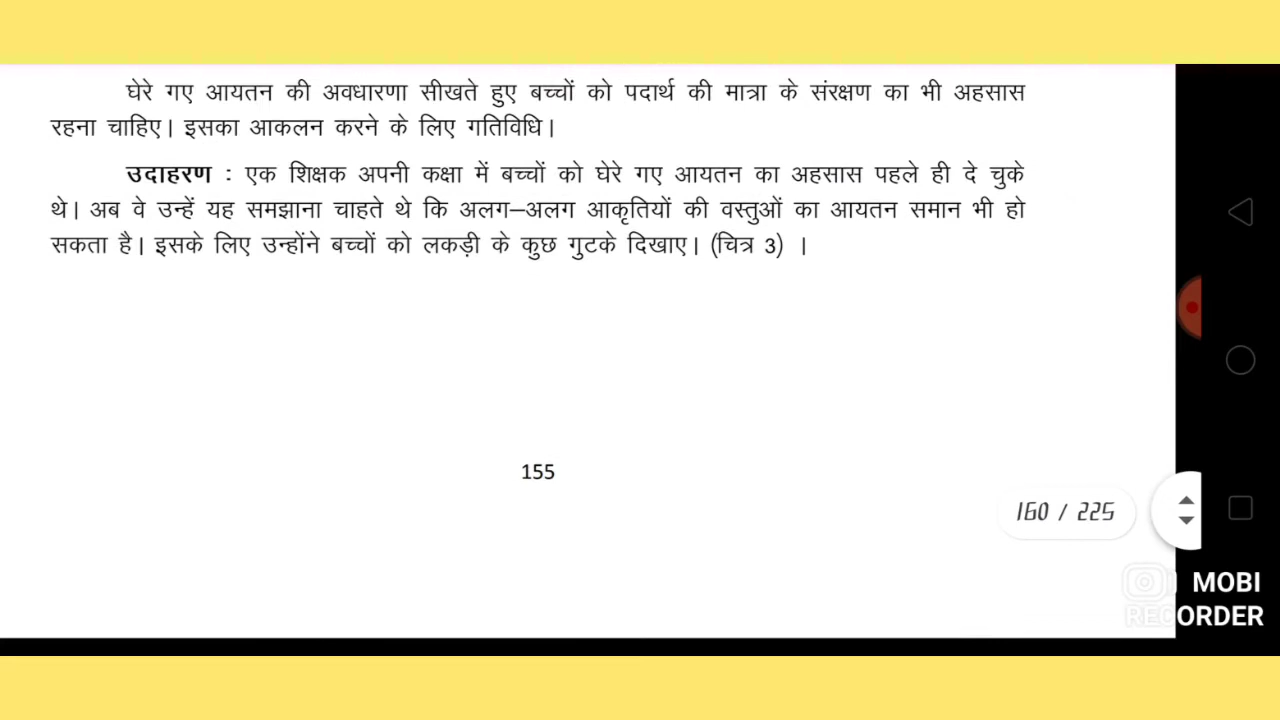 घेरे गए आयतन की अवधारणा सीखते हुए बच्चों को पदार्थ की मात्रा के संरक्षण का भी अहसास
रहना चाहिए। इसका आकलन करने के लिए गतिविधि।
उदाहरण : एक शिक्षक अपनी कक्षा में बच्चों को घेरे गए आयतन का अहसास पहले ही दे चुके
थे। अब वे उन्हें यह समझाना चाहते थे कि अलग–अलग आकृतियों की वस्तुओं का आयतन समान भी हो
सकता है। इसके लिए उन्होंने बच्चों को लकड़ी के कुछ गुटके दिखाए। (चित्र 3) ।
155
160 / 225
MOBI
RECORDER